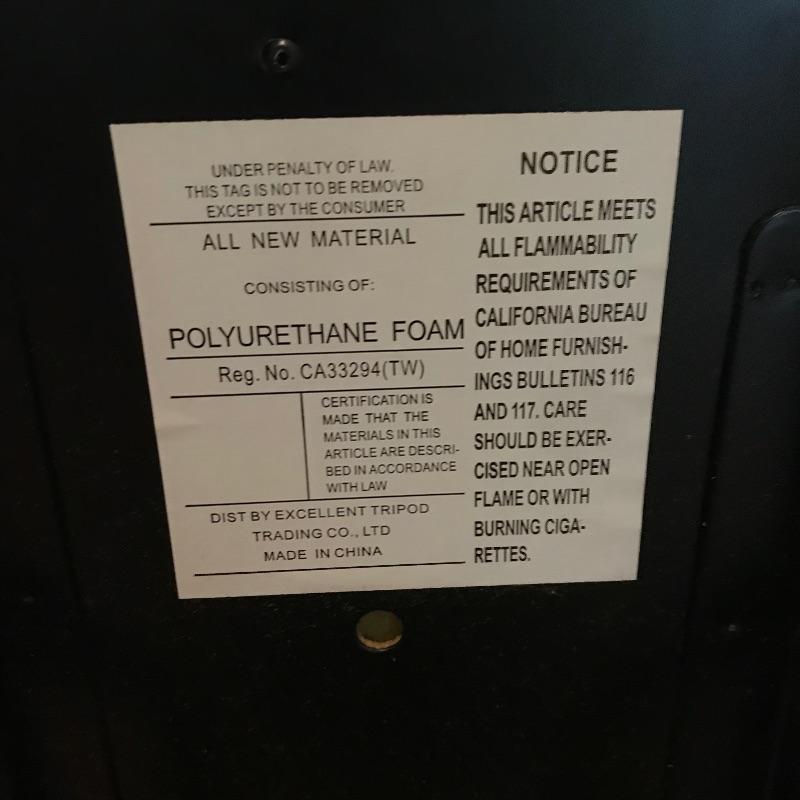 UNDER PENALTY OF LAW.
THIS TAG IS NOT TO BE REMOVED
EXCEPT BY THE CONSUMER
ALL NEW MATERIAL
CONSISTING OF:
POLYURETHANE FOAM
Reg. No. CA33294(TW)
CERTIFICATION IS
MADE THAT THE
MATERIALS IN THIS
ARTICLE ARE DESCRI-
BED IN ACCORDANCE
WITH LAW
DIST BY EXCELLENT TRIPOD
TRADING CO., LTD
MADE IN CHINA
NOTICE
THIS ARTICLE MEETS
ALL FLAMMABILITY
REQUIREMENTS OF
CALIFORNIA BUREAU
OF HOME FURNISH-
INGS BULLETINS 116
AND 117. CARE
SHOULD BE EXER-
CISED NEAR OPEN
FLAME OR WITH
BURNING CIGA-
RETTES.